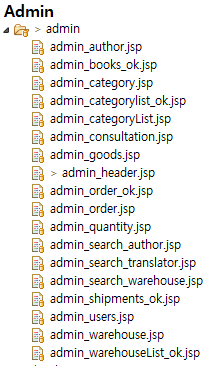 Admin
> admin
admin_author.jsp
admin_books_ok.jsp
admin_category.jsp
admin_categorylist_ok.jsp
admin_categoryList.jsp
admin_consultation.jsp
admin_goods.jsp
> admin_header.jsp
admin_order_ok.jsp
admin_order.jsp
admin_quantity.jsp
admin_search_author.jsp
admin_search_translator.jsp
admin_search_warehouse.jsp
admin_shipments_ok.jsp
admin_users.jsp
admin_warehouse.jsp
admin_warehouseList_ok.jsp